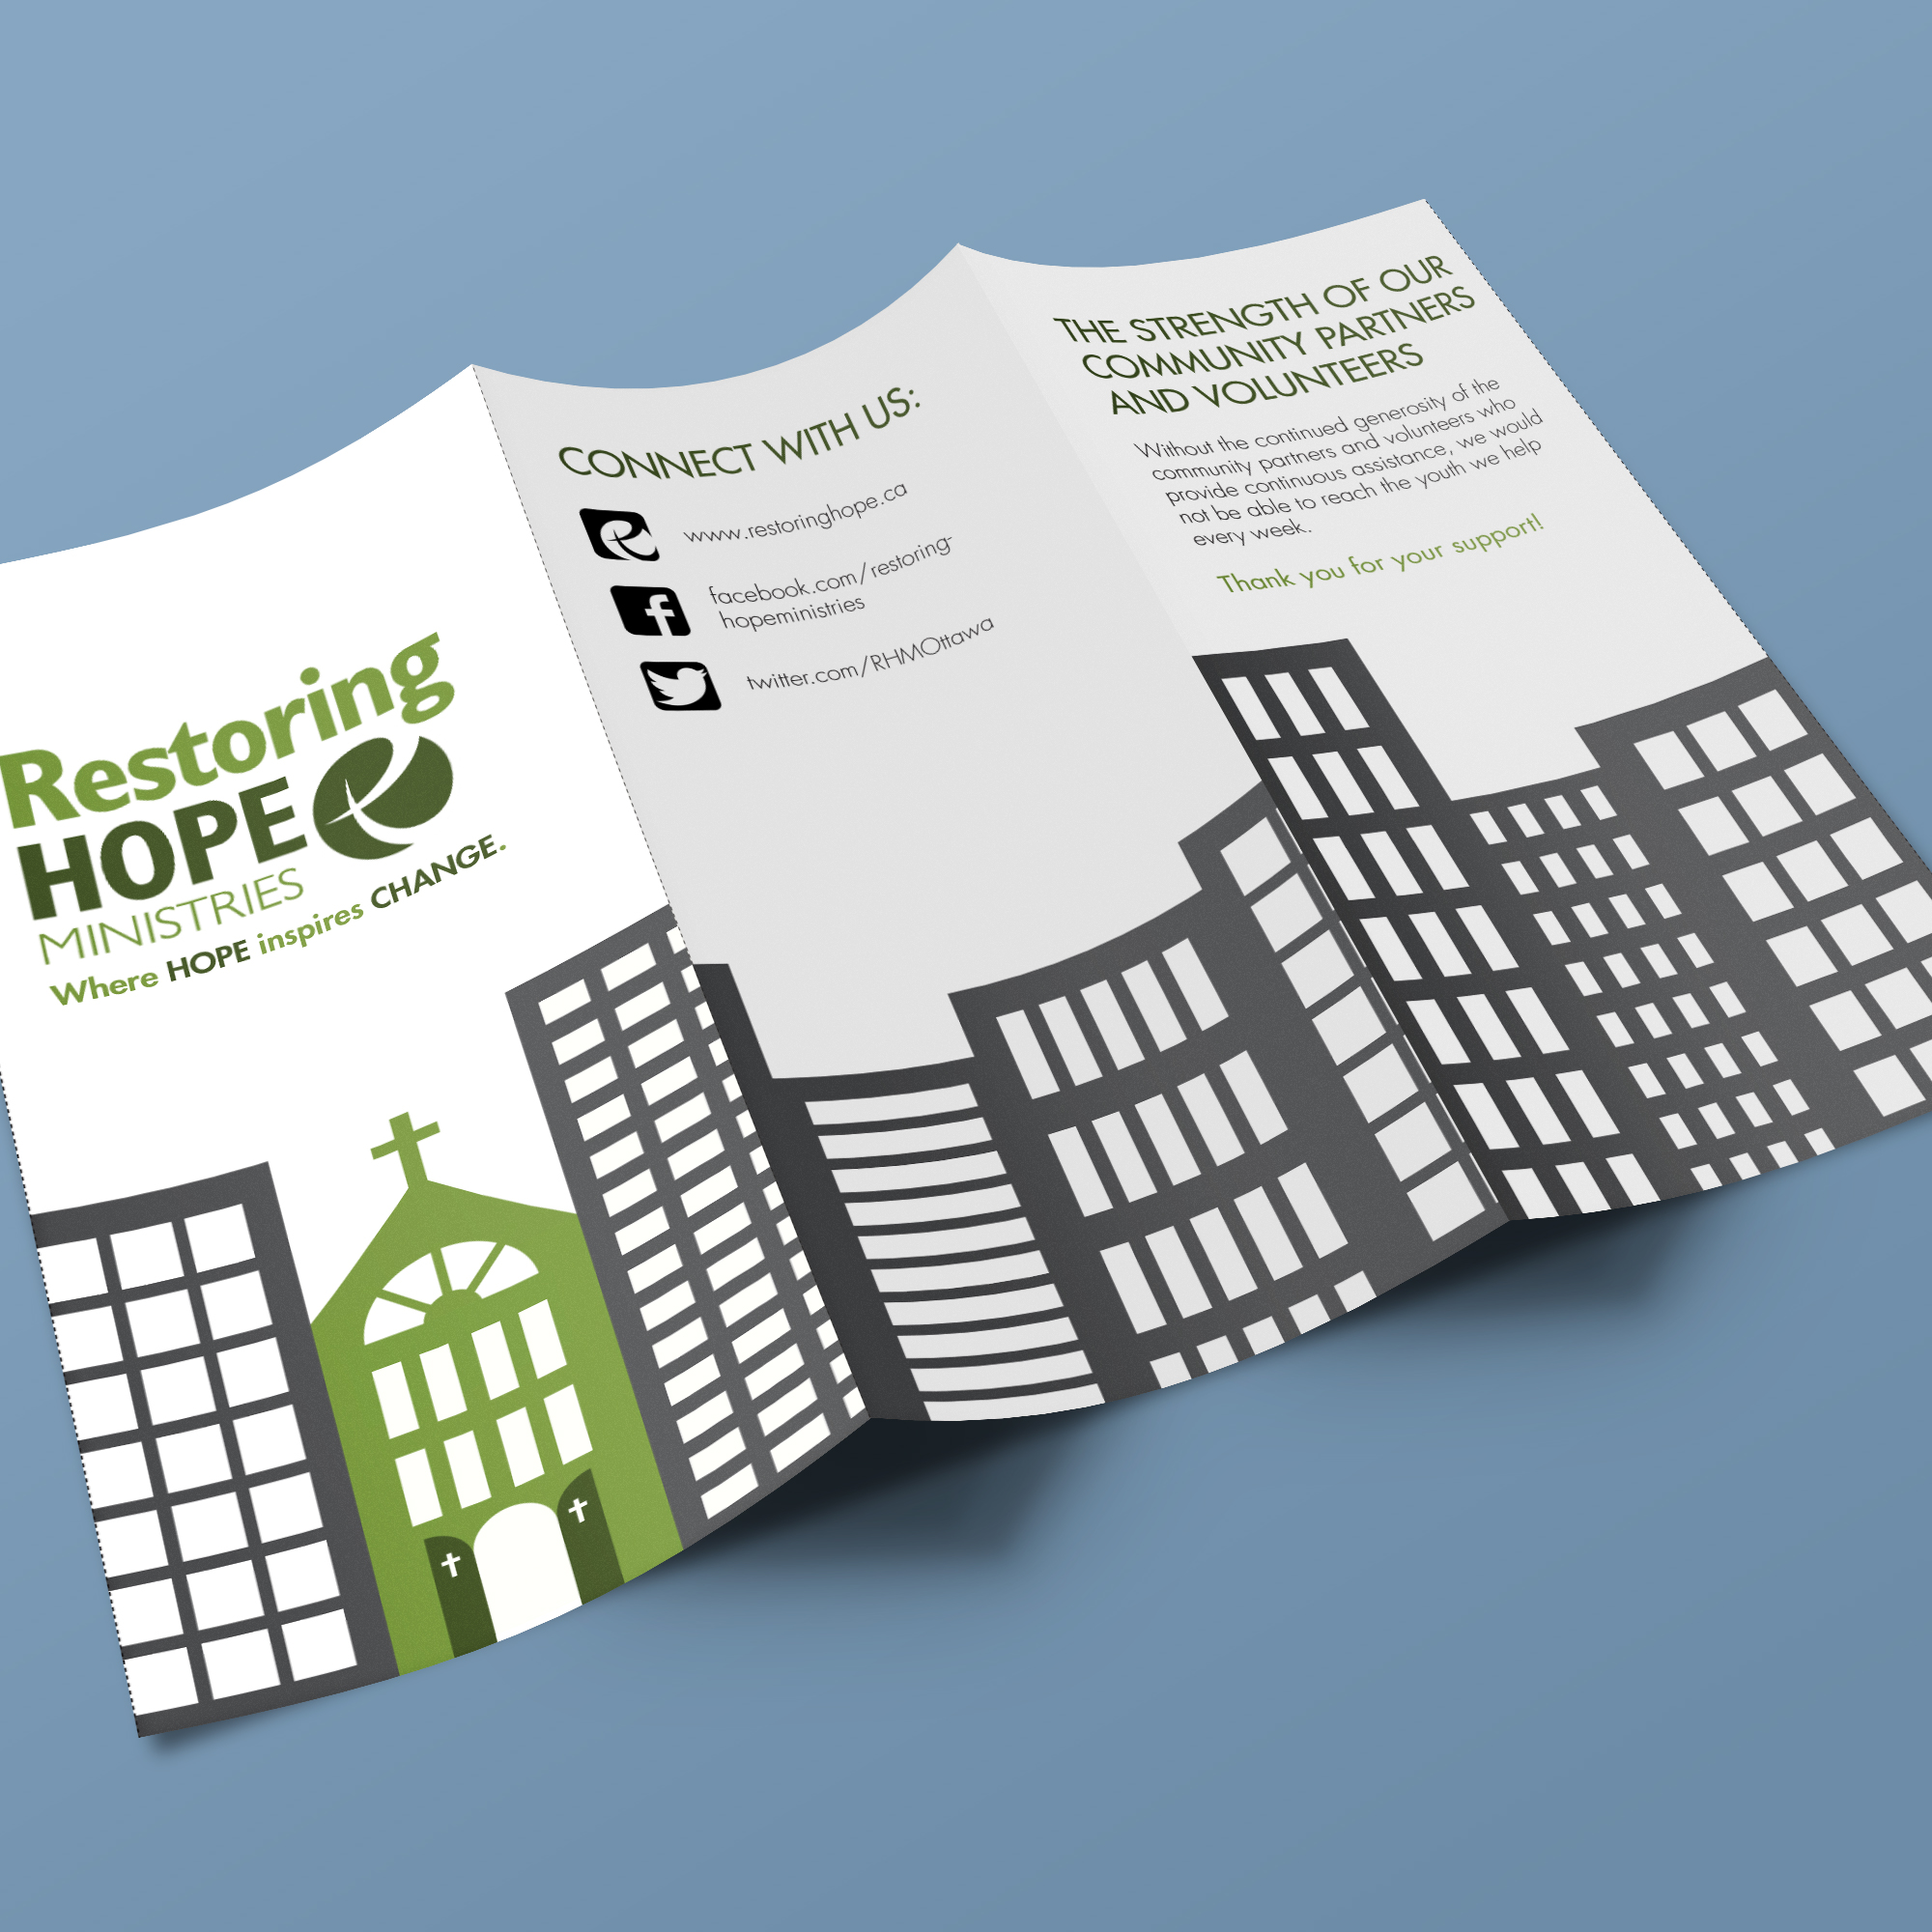 Restoring
HOPE
MINISTRIES
Where HOPE inspires CHANGE.
CONNECT WITH US:
www.restoringhope.ca
facebook.com/restoring-
hopeministries
twitter.com/RHMOttawa
THE STRENGTH OF OUR
COMMUNITY PARTNERS
AND VOLUNTEERS
Without the continued generosity of the
community partners and volunteers who
provide continuous assistance, we would
not be able to reach the youth we help
every week.
Thank you for your support!